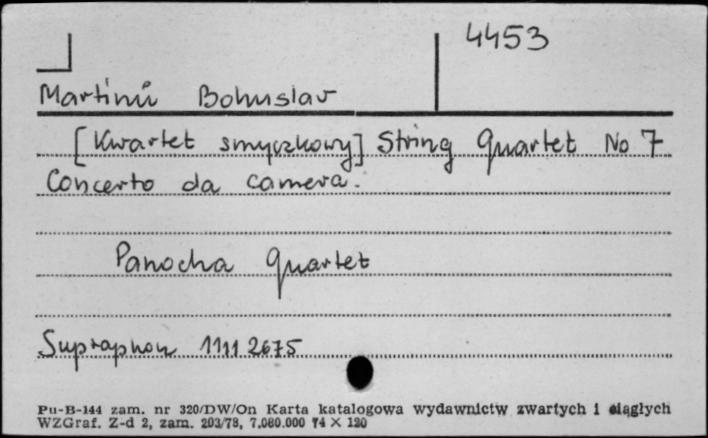 4453
Martinů Bohuslav
[Kwartet smyczkowy] String Quartet No 7
Concerto da camera.
Panocha Quartet
Supraphon 1111 2675
Pu-B-144 zam. nr 320/DW/On Karta katalogowa wydawnictw zwartych i ciągłych
WZGraf. Z-d 2, zam. 203/78, 7.080.000 74 × 120